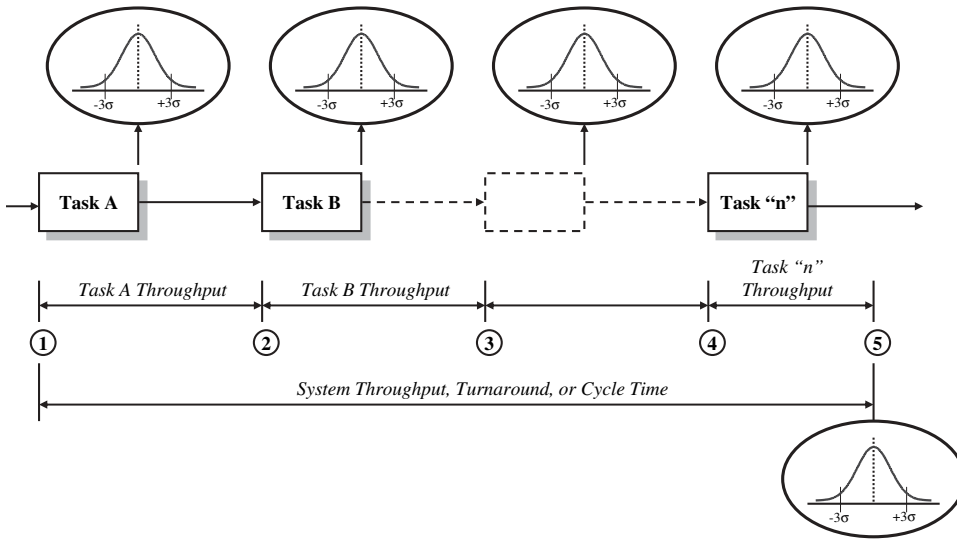 -3σ
+3σ
-3σ
+3σ
-3σ
+3σ
-3σ
+3σ
Task A
Task B
Task “n”
Task A Throughput
Task B Throughput
Task “n”
Throughput
1
2
3
4
5
System Throughput, Turnaround, or Cycle Time
-3σ
+3σ